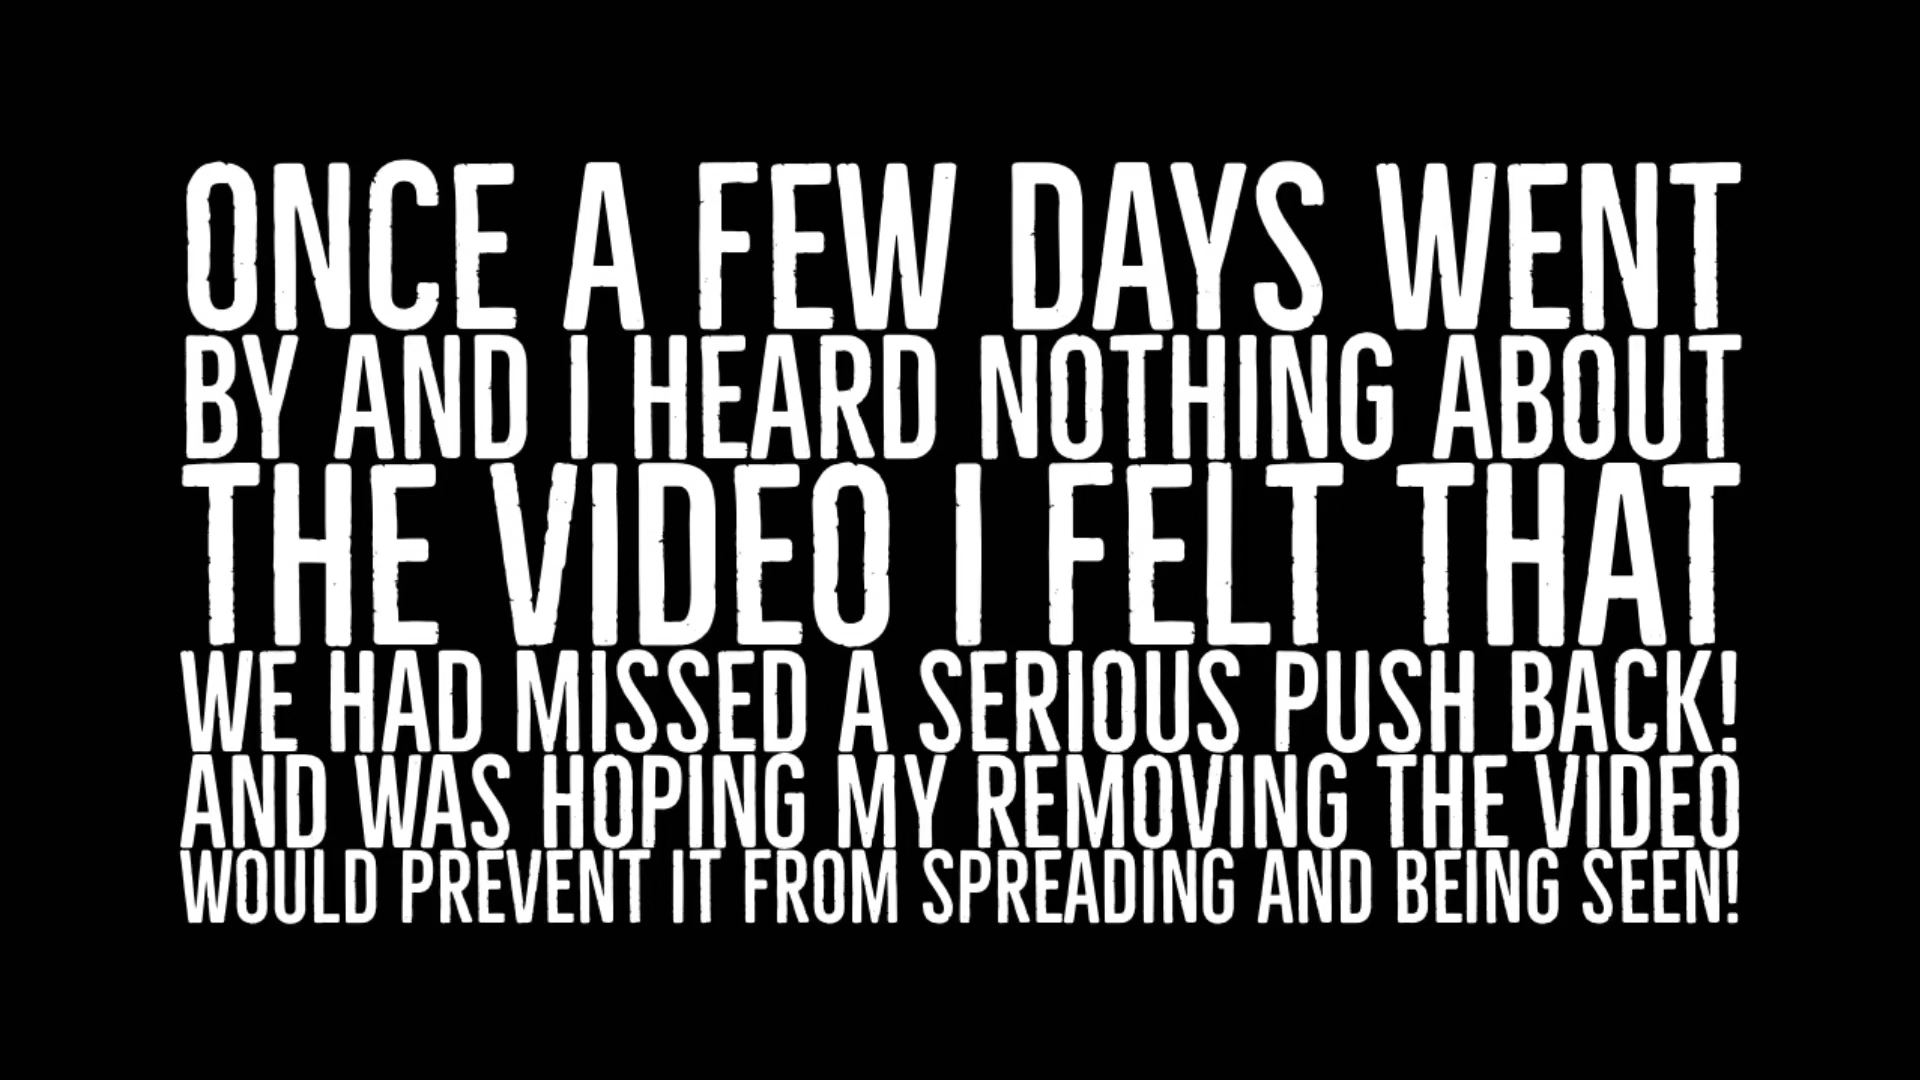 ONCE A FEW DAYS WENT
BY AND I HEARD NOTHING ABOUT
THE VIDEO I FELT THAT
WE HAD MISSED A SERIOUS PUSH BACK!
AND WAS HOPING MY REMOVING THE VIDEO
WOULD PREVENT IT FROM SPREADING AND BEING SEEN!